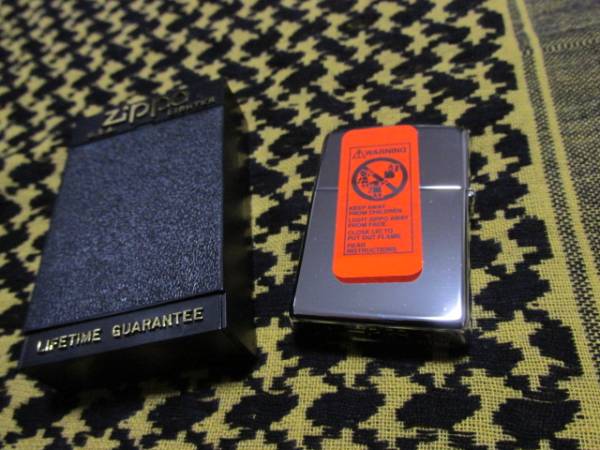 zippo
LIFETIME GUARANTEE
WARNING
KEEP AWAY
FROM CHILDREN
LIGHT ZIPPO AWAY
FROM FACE
CLOSE LID TO
PUT OUT FLAME
READ
INSTRUCTIONS